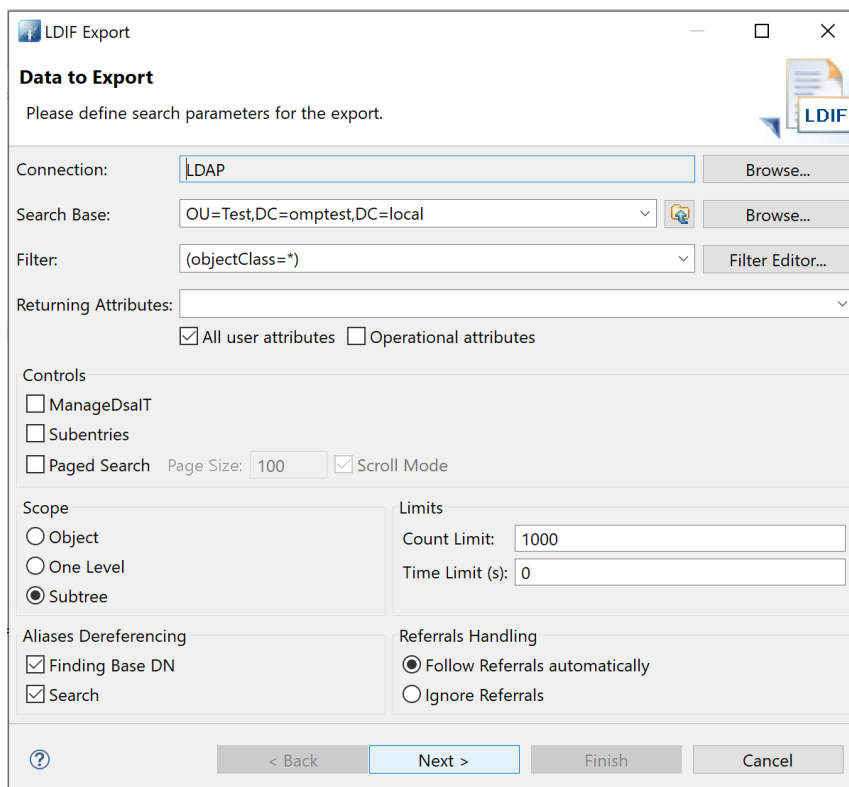 LDIF Export
Data to Export
Please define search parameters for the export.
LDIF
Connection: LDAP Browse...
Search Base: OU=Test,DC=omptest,DC=local Browse...
Filter: (objectClass=*) Filter Editor...
Returning Attributes:
All user attributes Operational attributes
Controls
ManageDsaIT
Subentries
Paged Search Page Size: 100 Scroll Mode
Scope
Object
One Level
Subtree
Limits
Count Limit: 1000
Time Limit (s): 0
Aliases Dereferencing
Finding Base DN
Search
Referrals Handling
Follow Referrals automatically
Ignore Referrals
? < Back Next > Finish Cancel